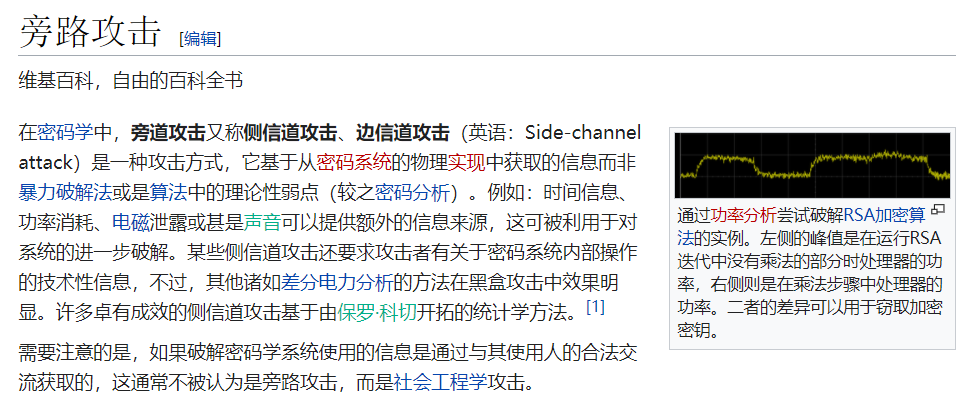 旁路攻击 [编辑]
维基百科，自由的百科全书
在密码学中，旁道攻击又称侧信道攻击、边信道攻击（英语：Side-channel
attack）是一种攻击方式，它基于从密码系统的物理实现中获取的信息而非
暴力破解法或是算法中的理论性弱点（较之密码分析）。例如：时间信息、
功率消耗、电磁泄露或甚是声音可以提供额外的信息来源，这可被利用于对
系统的进一步破解。某些侧信道攻击还要求攻击者有关于密码系统内部操作
的技术性信息，不过，其他诸如差分电力分析的方法在黑盒攻击中效果明
显。许多卓有成效的侧信道攻击基于由保罗·科切开拓的统计学方法。[1]
需要注意的是，如果破解密码学系统使用的信息是通过与其使用人的合法交
流获取的，这通常不被认为是旁路攻击，而是社会工程学攻击。
通过功率分析尝试破解RSA加密算
法的实例。左侧的峰值是在运行RSA
迭代中没有乘法的部分时处理器的功
率，右侧则是在乘法步骤中处理器的
功率。二者的差异可以用于窃取加密
密钥。